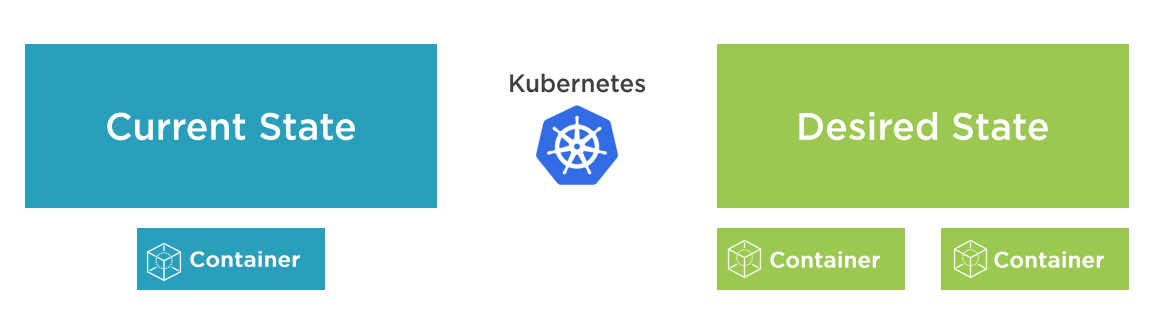 Kubernetes
Current State
Desired State
Container
Container
Container